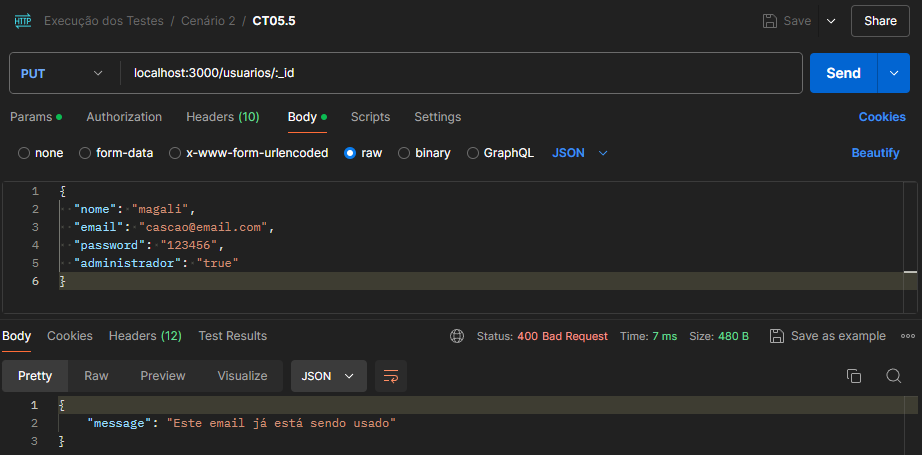 HTTP Execução dos Testes / Cenário 2 / CT05.5 Save Share
PUT localhost:3000/usuarios/:_id Send
Params Authorization Headers (10) Body Scripts Settings Cookies
none form-data x-www-form-urlencoded raw binary GraphQL JSON Beautify
1 {
2 "nome": "magali",
3 "email": "cascao@email.com",
4 "password": "123456",
5 "administrador": "true"
6 }
Body Cookies Headers (12) Test Results Status: 400 Bad Request Time: 7 ms Size: 480 B Save as example
Pretty Raw Preview Visualize JSON
1 {
2 "message": "Este email já está sendo usado"
3 }